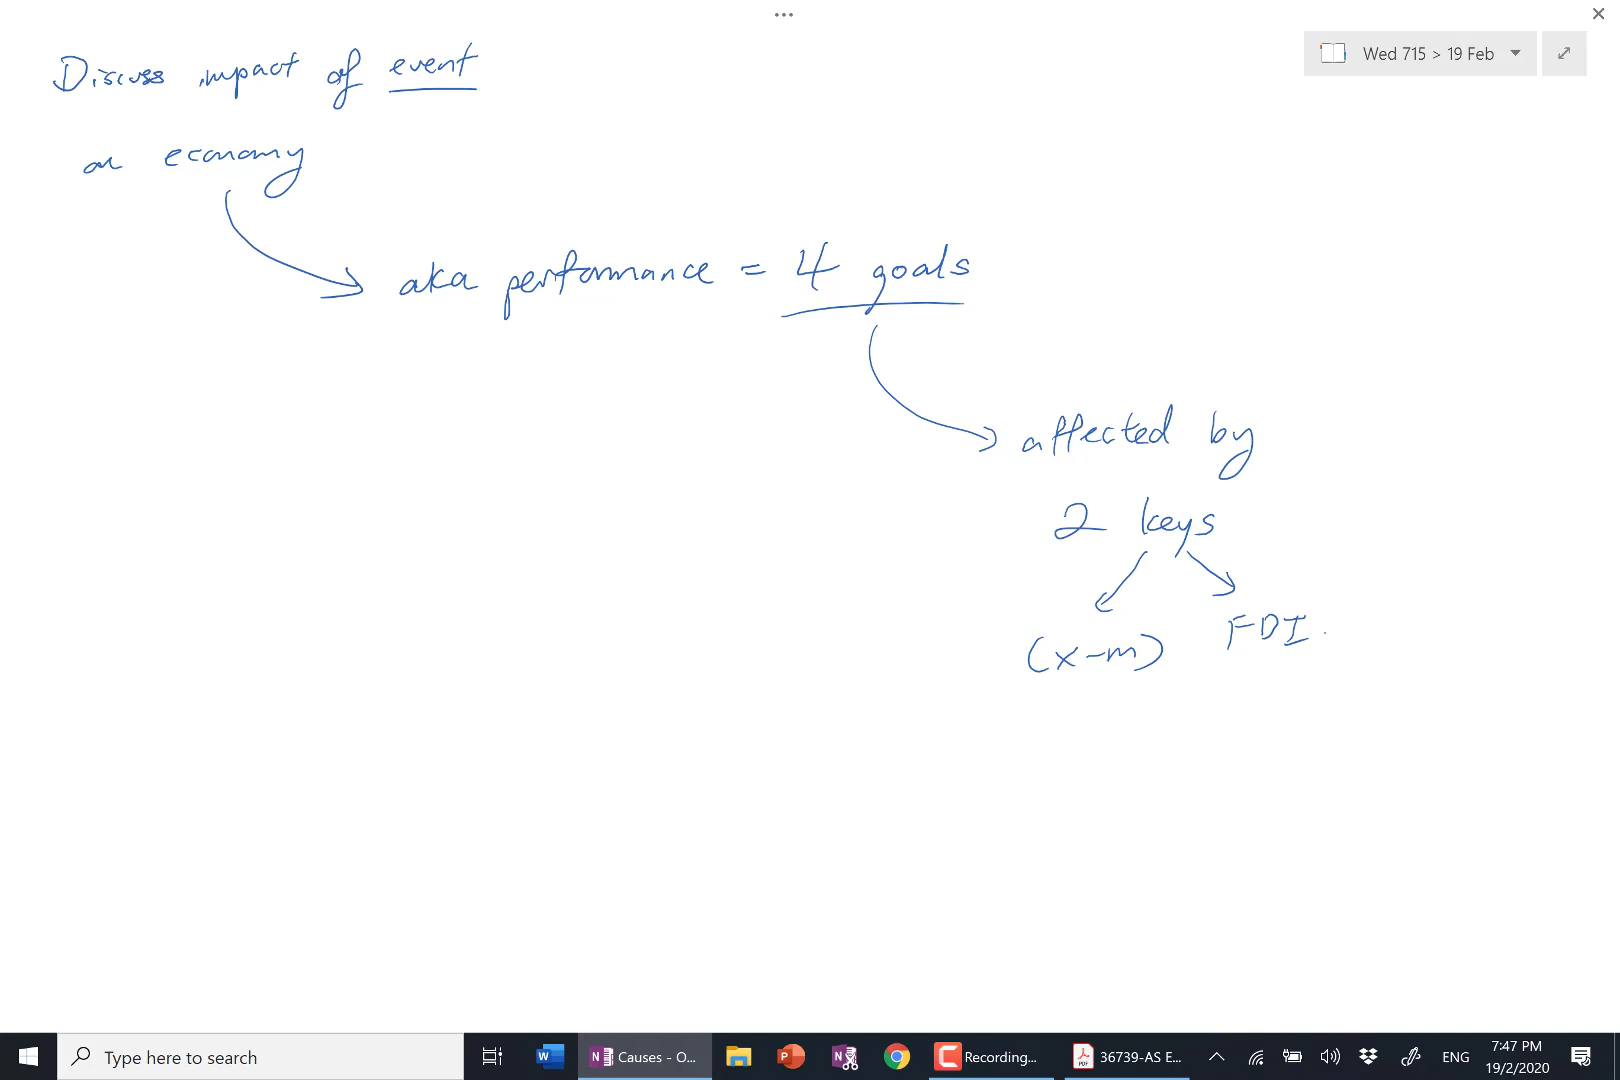 Wed 715 > 19 Feb
Discuss impact of event
on economy
aka performance = 4 goals
affected by
2 keys
(x-m) FDI
Type here to search
Causes - O...
Recording...
36739-AS E...
ENG
7:47 PM
19/2/2020